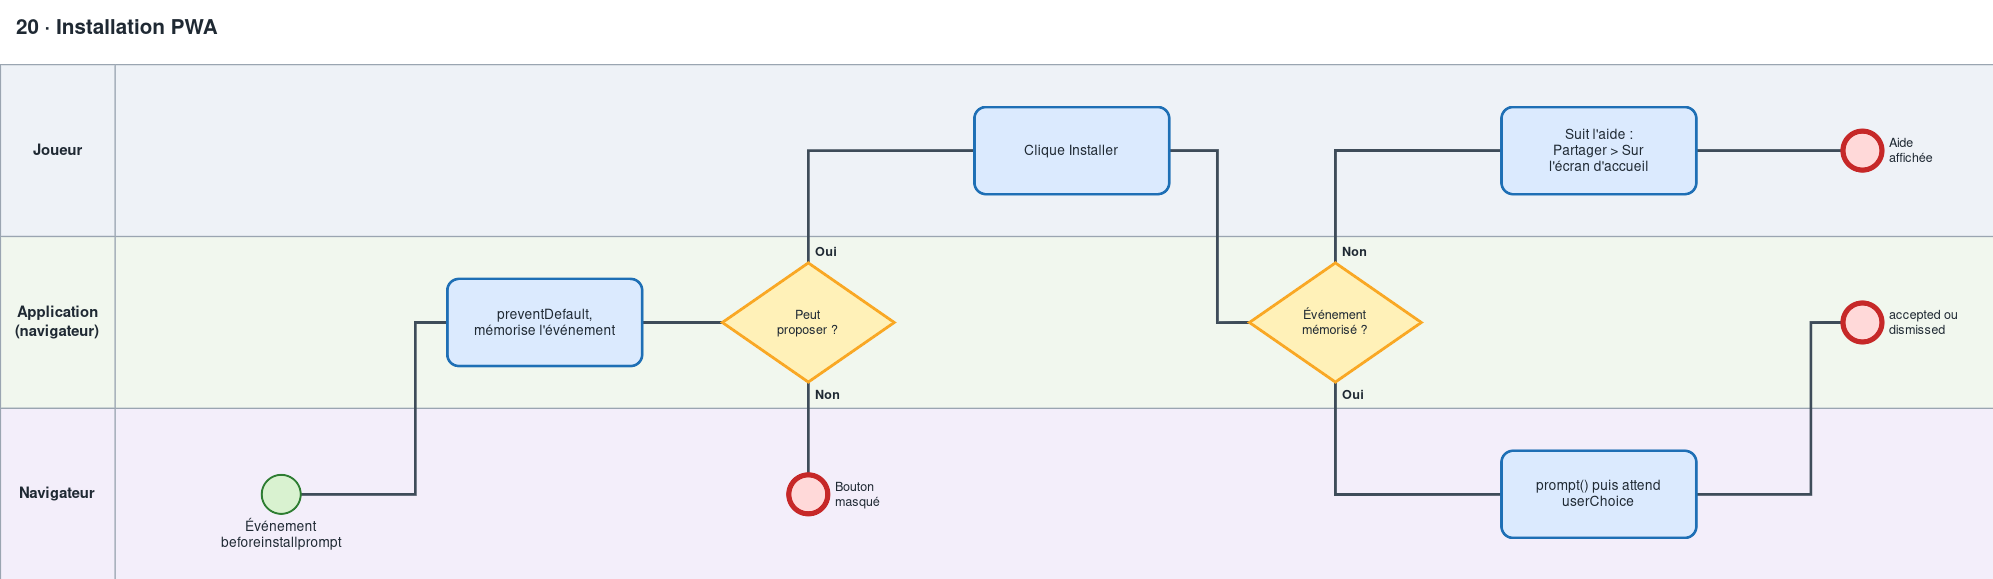 20 · Installation PWA
Joueur
Clique Installer
Suit l'aide :
Partager > Sur
l'écran d'accueil
Aide
affichée
Application
(navigateur)
preventDefault,
mémorise l'événement
Oui
Peut
proposer ?
Non
Non
Événement
mémorisé ?
Oui
accepted ou
dismissed
Navigateur
Événement
beforeinstallprompt
Bouton
masqué
prompt() puis attend
userChoice